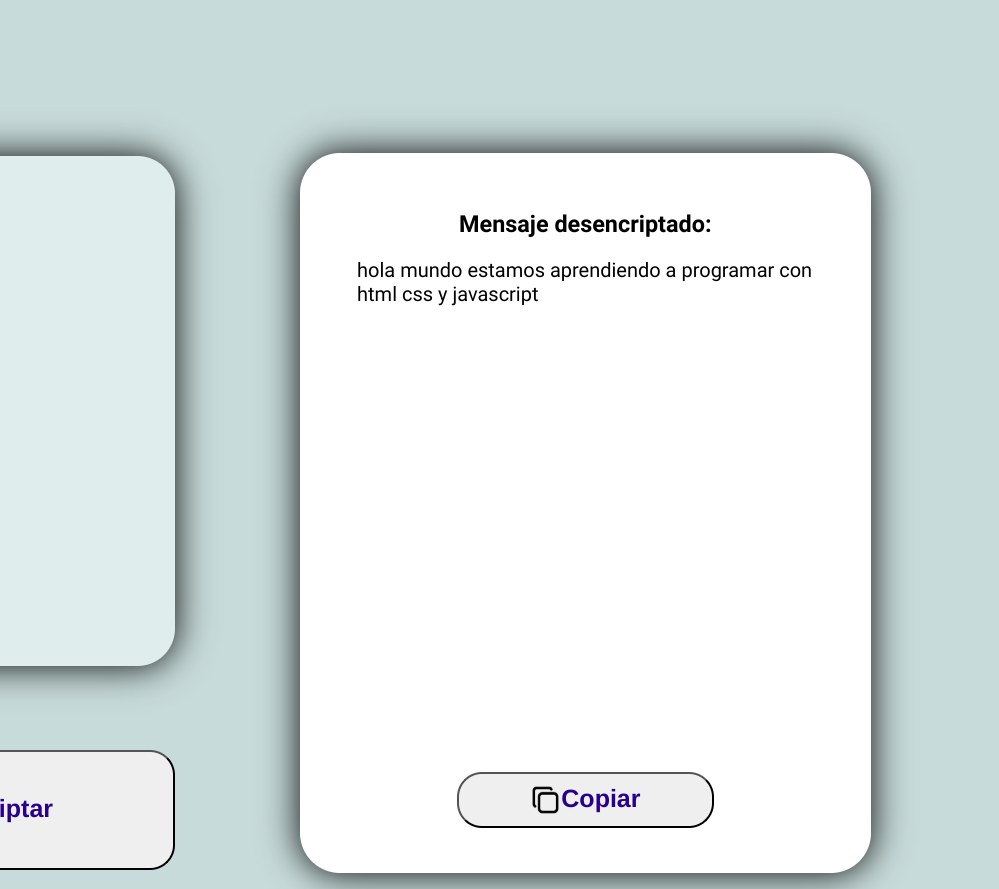 Mensaje desencriptado:
hola mundo estamos aprendiendo a programar con
html css y javascript
iptar
Copiar